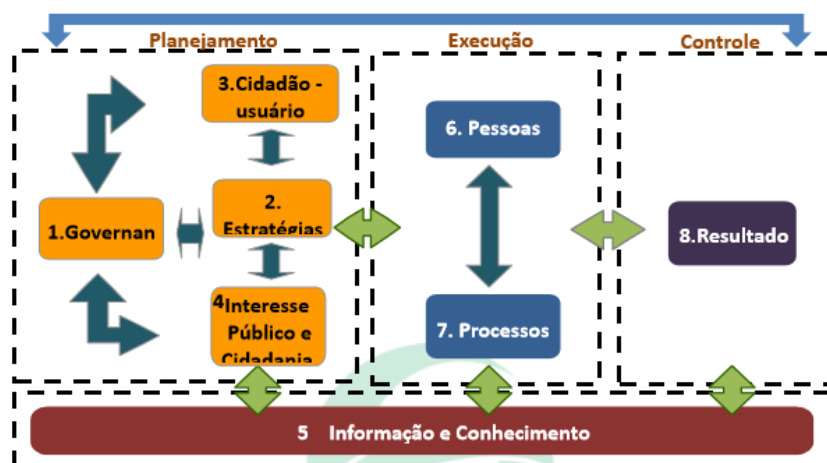 Planejamento
Execução
Controle
3.Cidadão -
usuário
2.
Estratégias
1.Governan
4Interesse
Público e
Cidadania
6. Pessoas
7. Processos
8.Resultado
5 Informação e Conhecimento